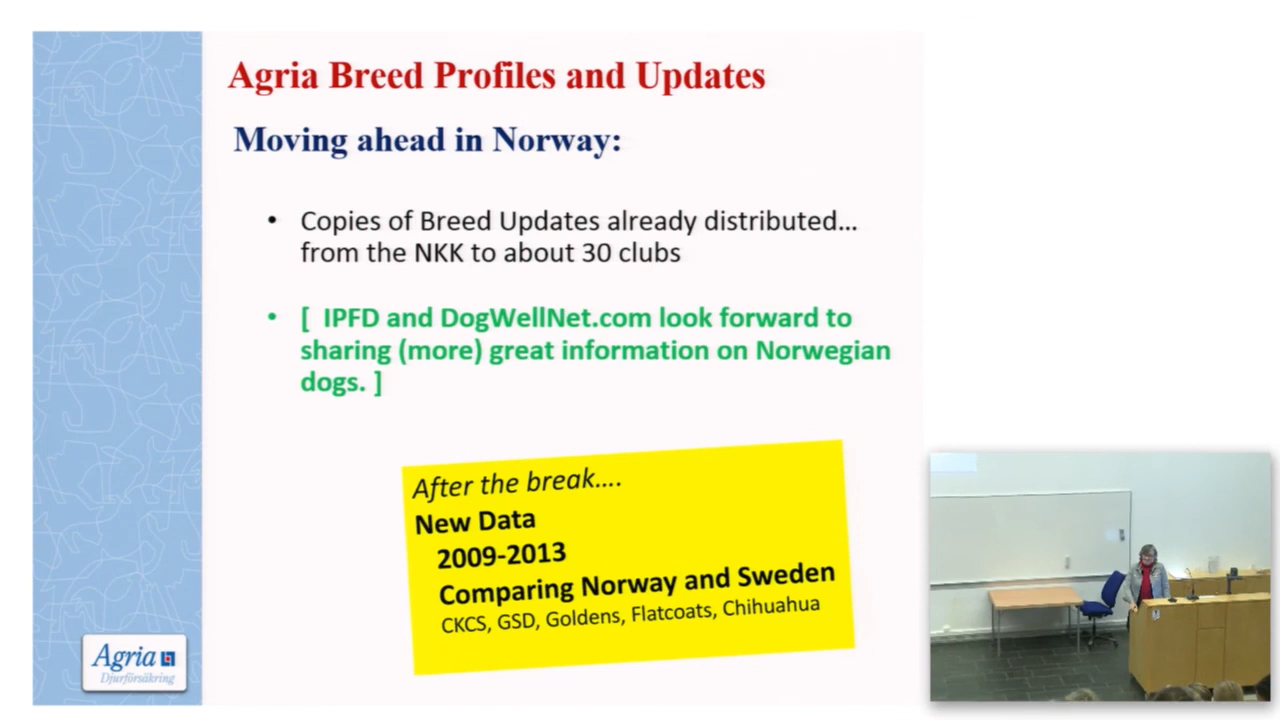 Agria Breed Profiles and Updates
Moving ahead in Norway:
• Copies of Breed Updates already distributed...
from the NKK to about 30 clubs
• [ IPFD and DogWellNet.com look forward to
sharing (more) great information on Norwegian
dogs. ]
After the break....
New Data
2009-2013
Comparing Norway and Sweden
CKCS, GSD, Goldens, Flatcoats, Chihuahua
Agria
Djurförsäkring